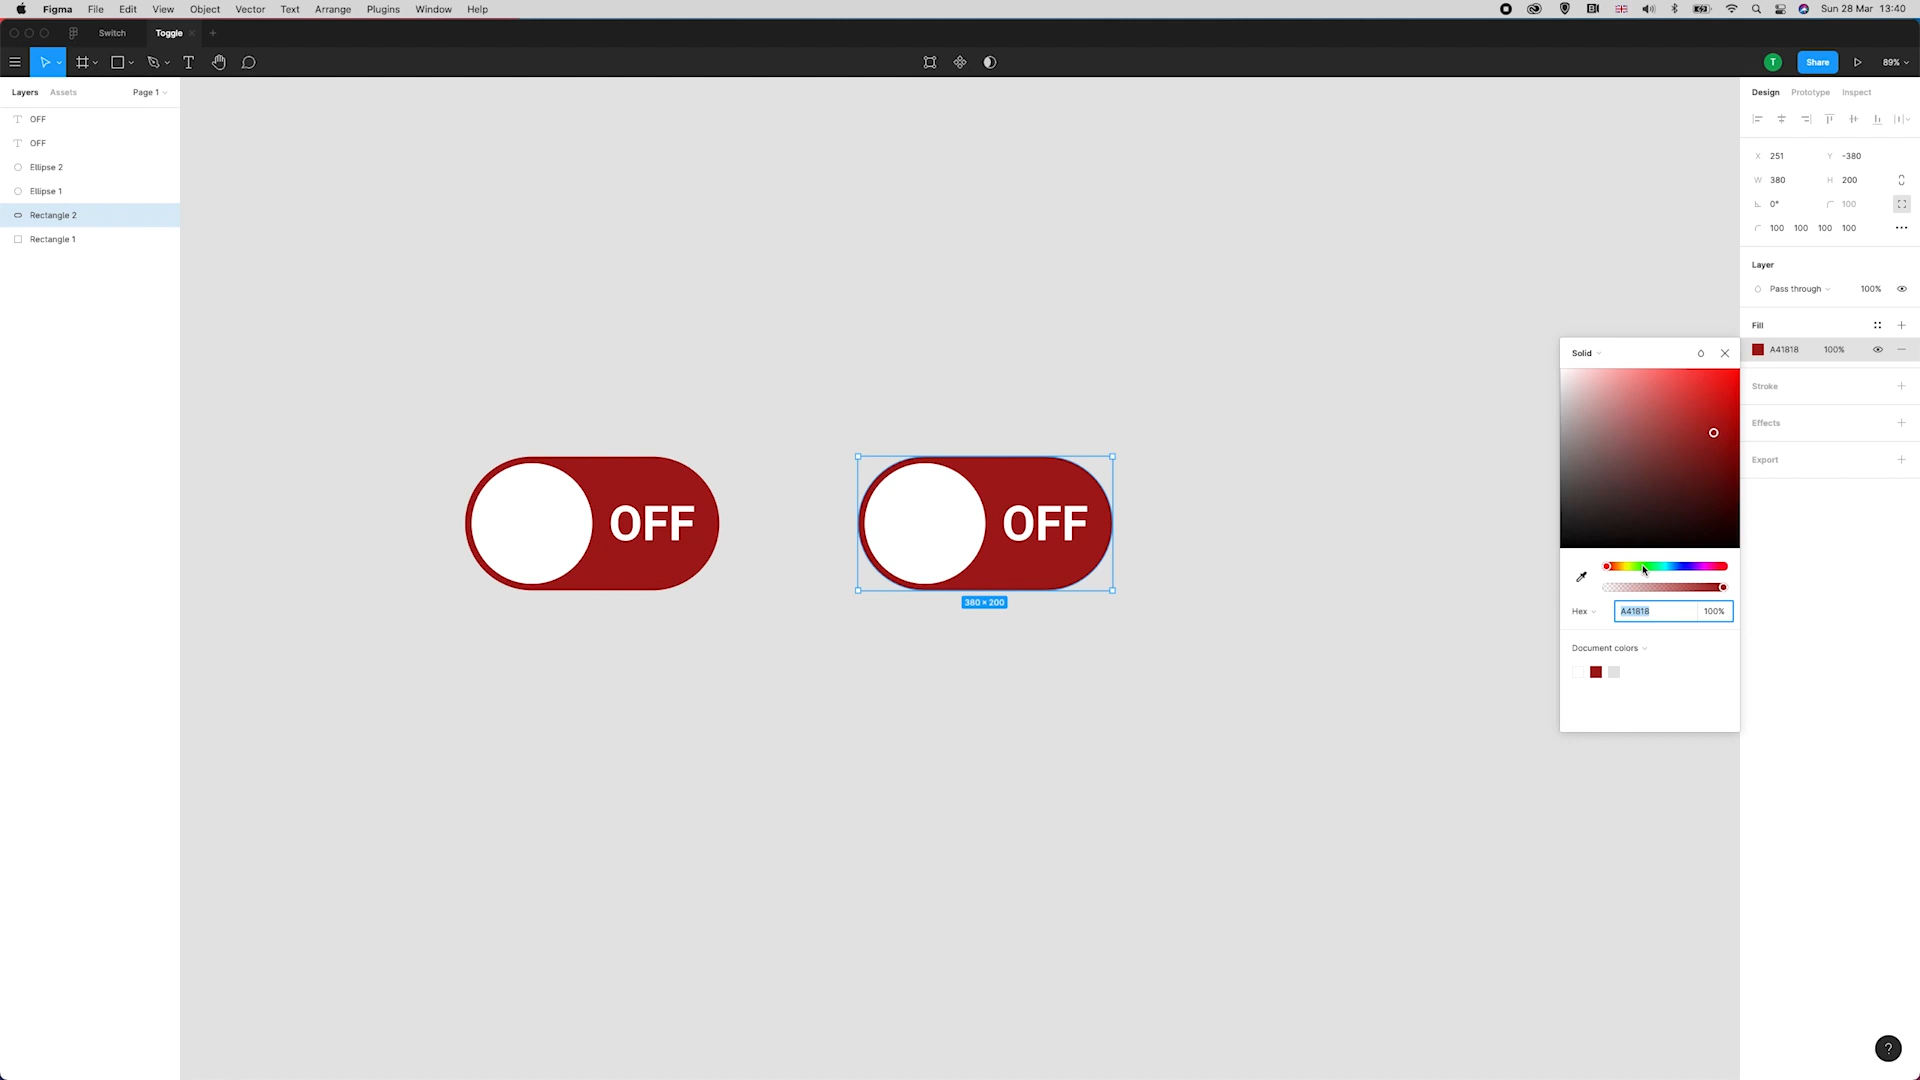 Figma File Edit View Object Vector Text Arrange Plugins Window Help Sun 28 Mar 13:40
Switch Toggle
Share 89%
T
Layers Assets Page 1
OFF
OFF
Ellipse 2
Ellipse 1
Rectangle 2
Rectangle 1
OFF
OFF
380 × 200
Design Prototype Inspect
X 251 Y -380
W 380 H 200
0° 100
100 100 100 100
Layer
Pass through 100%
Fill
A41818 100%
Stroke
Effects
Export
Solid
Hex A41818 100%
Document colors
?